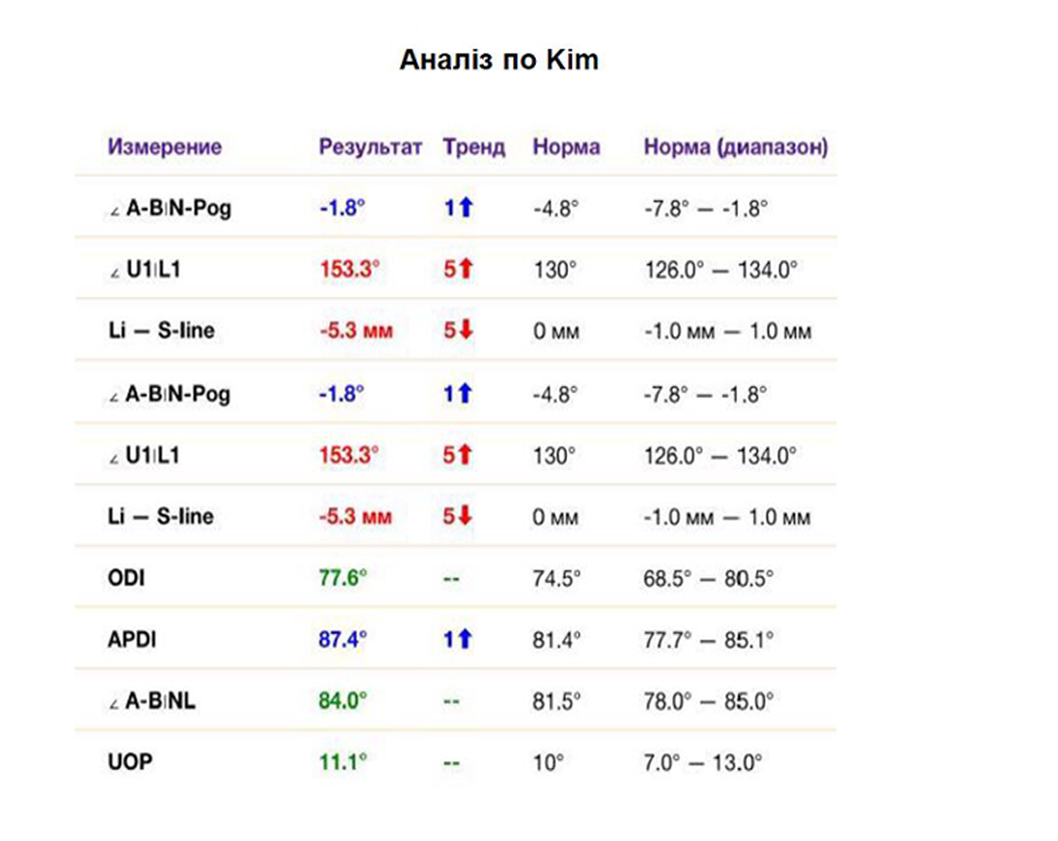 Аналіз по Kim
Измерение Результат Тренд Норма Норма (диапазон)
∠ A-B|N-Pog -1.8° 1⬆ -4.8° -7.8° — -1.8°
∠ U1|L1 153.3° 5⬆ 130° 126.0° — 134.0°
Li — S-line -5.3 мм 5⬇ 0 мм -1.0 мм — 1.0 мм
∠ A-B|N-Pog -1.8° 1⬆ -4.8° -7.8° — -1.8°
∠ U1|L1 153.3° 5⬆ 130° 126.0° — 134.0°
Li — S-line -5.3 мм 5⬇ 0 мм -1.0 мм — 1.0 мм
ODI 77.6° -- 74.5° 68.5° — 80.5°
APDI 87.4° 1⬆ 81.4° 77.7° — 85.1°
∠ A-B|NL 84.0° -- 81.5° 78.0° — 85.0°
UOP 11.1° -- 10° 7.0° — 13.0°